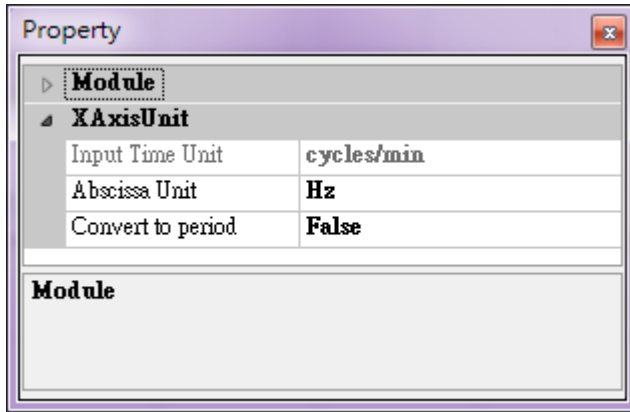 Property
Module
XAxisUnit
Input Time Unit cycles/min
Abscissa Unit Hz
Convert to period False
Module